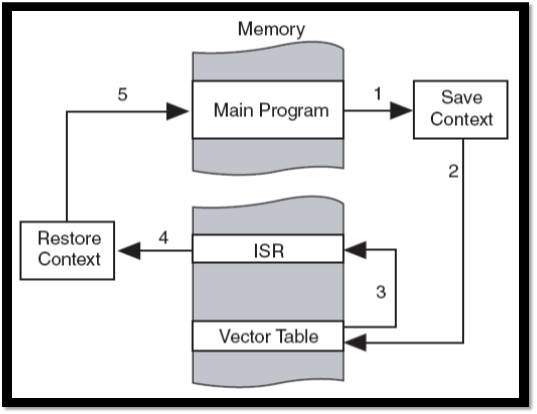 Memory
5
Main Program
1
Save
Context
2
Restore
Context
4
ISR
3
Vector Table